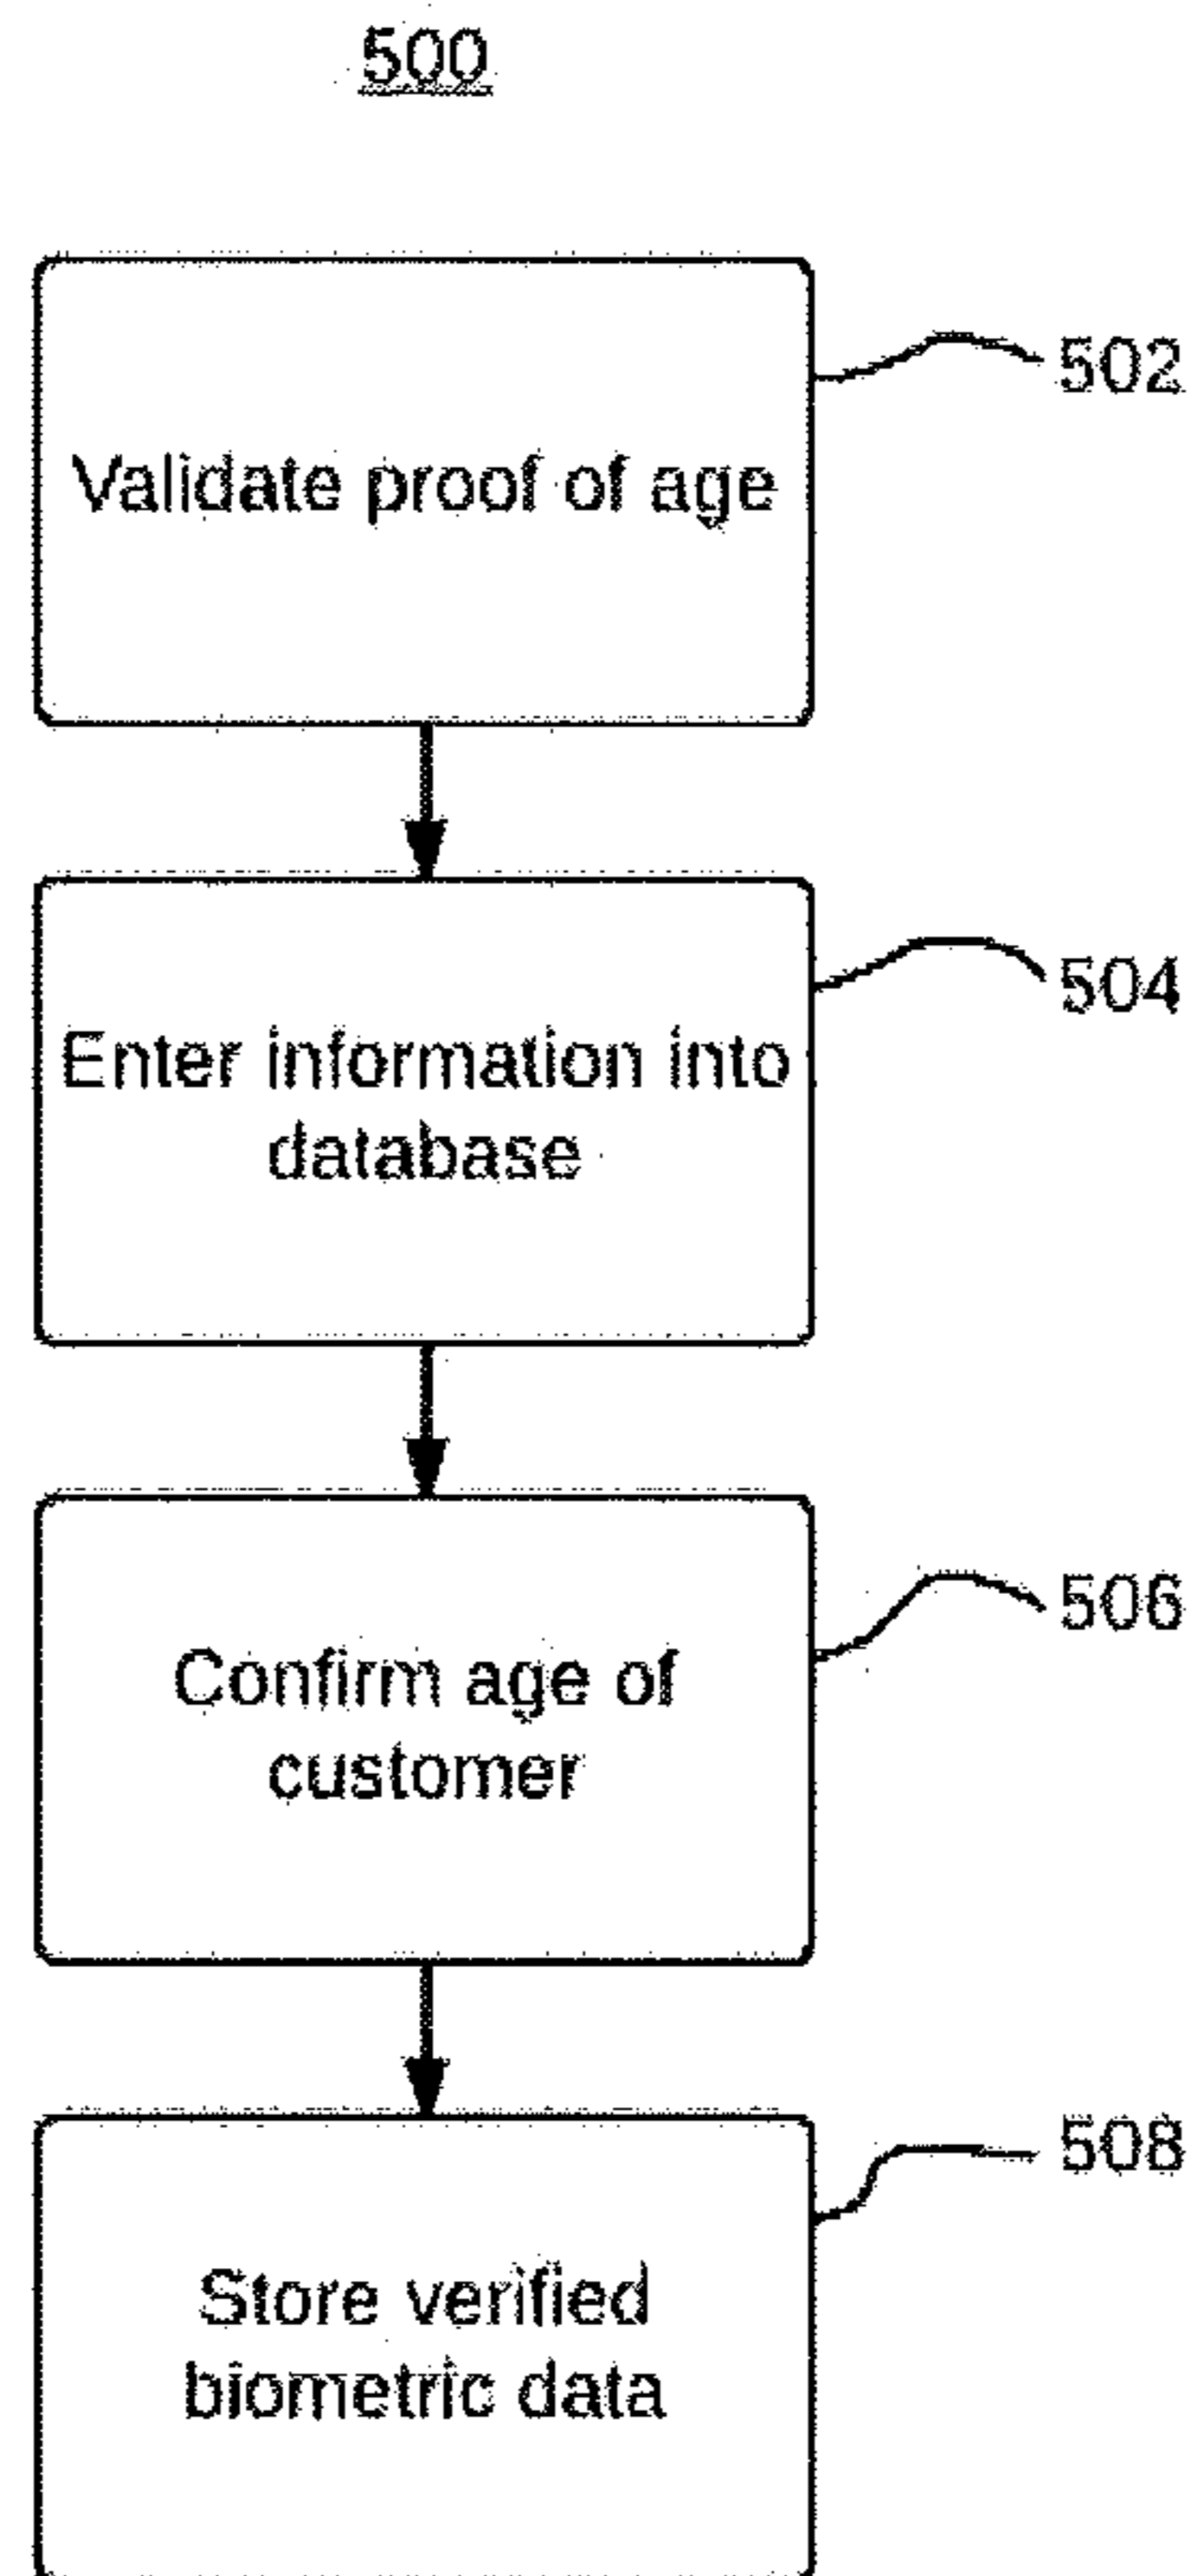 500
502
Validate proof of age
504
Enter information into
database
506
Confirm age of
customer
508
Store verified
biometric data